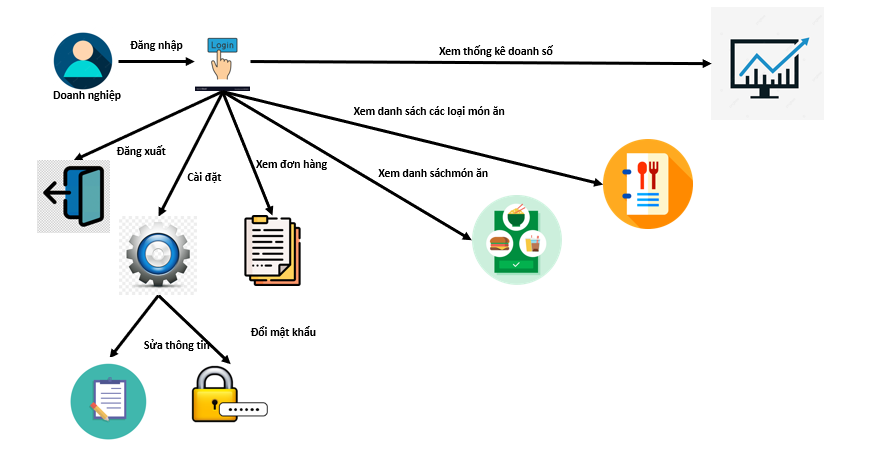 Đăng nhập
Login
Xem thống kê doanh số
Doanh nghiệp
Xem danh sách các loại món ăn
Đăng xuất
Xem đơn hàng
Cài đặt
Xem danh sáchmón ăn
Đổi mật khẩu
Sửa thông tin